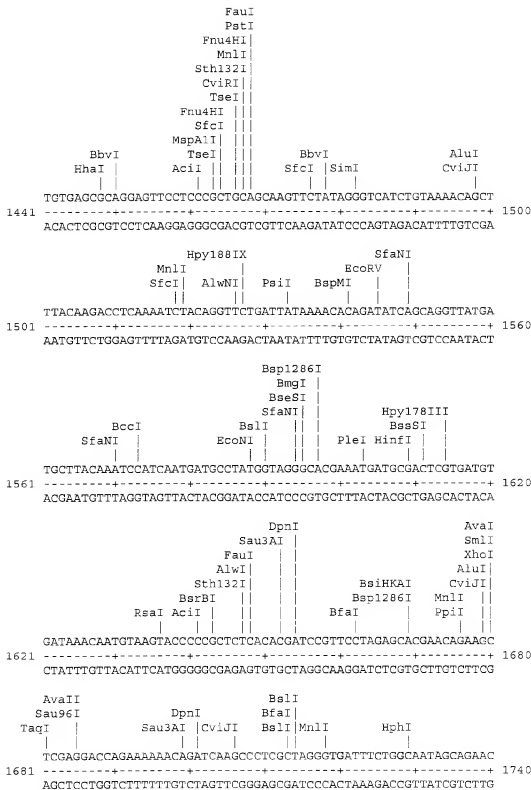 FauI
PstI
Fnu4HI
MnlI
Sth132I
CviRI
TseI
Fnu4HI
SfcI
MspA1I
BbvI TseI BbvI AluI
HhaI AciI SfcI SimI CviJI
TGTGAGCGCAGGAGTTCCTCCCGCTGCAGCAAGTTCTATAGGGTCATCTGTAAAACAGCT
1441 ---------+---------+---------+---------+---------+---------+ 1500
ACACTCGCGTCCTCAAGGAGGGCGACGTCGTTCAAGATATCCCAGTAGACATTTTGTCGA
Hpy188IX SfaNI
MnlI EcoRV
SfcI AlwNI PsiI BspMI
TTACAAGACCTCAAAATCTACAGGTTCTGATTATAAAACACAGATATCAGCAGGTTATGA
1501 ---------+---------+---------+---------+---------+---------+ 1560
AATGTTCTGGAGTTTTAGATGTCCAAGACTAATATTTTGTGTCTATAGTCGTCCAATACT
Bsp1286I
BmgI
BseSI
SfaNI Hpy178III
BccI BslI BssSI
SfaNI EcoNI PleI HinfI
TGCTTACAAATCCATCAATGATGCCTATGGTAGGGCACGAAATGATGCGACTCGTGATGT
1561 ---------+---------+---------+---------+---------+---------+ 1620
ACGAATGTTTAGGTAGTTACTACGGATACCATCCCGTGCTTTACTACGCTGAGCACTACA
DpnI AvaI
Sau3AI SmlI
FauI XhoI
AlwI AluI
Sth132I BsiHKAI CviJI
BsrBI Bsp1286I MnlI
RsaI AciI BfaI PpiI
GATAAACAATGTAAGTACCCCCGCTCTCACACGATCCGTTCCTAGAGCACGAACAGAAGC
1621 ---------+---------+---------+---------+---------+---------+ 1680
CTATTTGTTACATTCATGGGGGCGAGAGTGTGCTAGGCAAGGATCTCGTGCTTGTCTTCG
AvaII BslI
Sau96I DpnI BfaI
TaqI Sau3AI CviJI BslI MnlI HphI
TCGAGGACCAGAAAAAACAGATCAAGCCCTCGCTAGGGTGATTTCTGGCAATAGCAGAAC
1681 ---------+---------+---------+---------+---------+---------+ 1740
AGCTCCTGGTCTTTTTTGTCTAGTTCGGGAGCGATCCCACTAAAGACCGTTATCGTCTTG